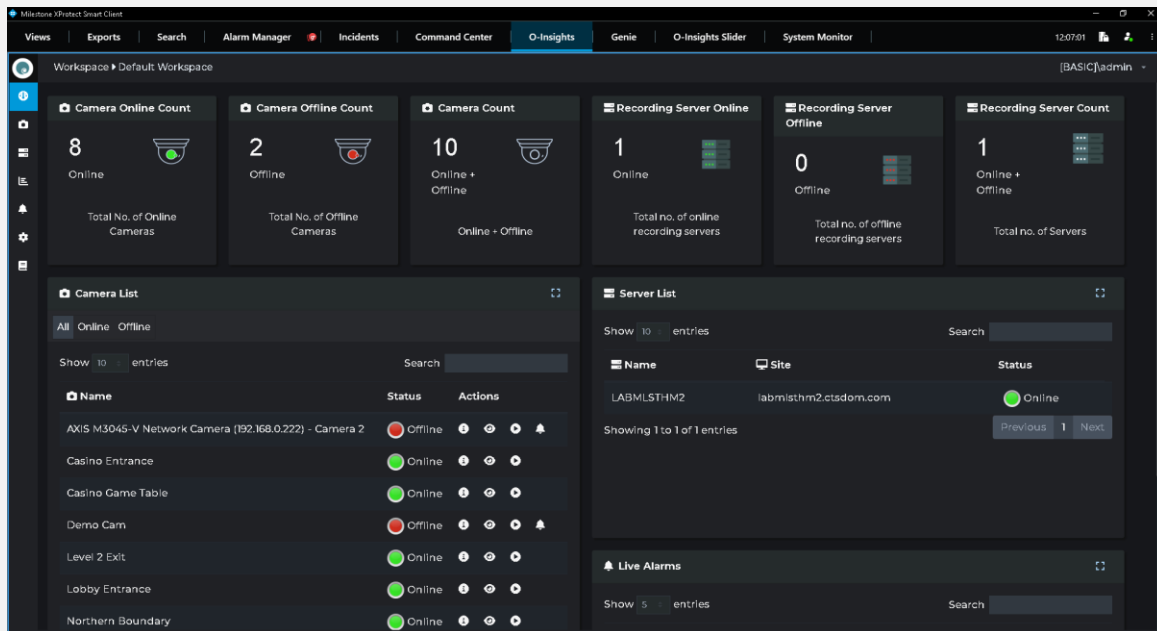 Milestone XProtect Smart Client
Views Exports Search Alarm Manager Incidents Command Center O-Insights Genie O-Insights Slider System Monitor 12:07:01
Workspace Default Workspace [BASIC]\admin
Camera Online Count
8
Online
Total No. of Online
Cameras
Camera Offline Count
2
Offline
Total No. of Offline
Cameras
Camera Count
10
Online +
Offline
Online + Offline
Recording Server Online
1
Online
Total no. of online
recording servers
Recording Server
Offline
0
Offline
Total no. of offline
recording servers
Recording Server Count
1
Online +
Offline
Total no. of Servers
Camera List
All Online Offline
Show 10 entries Search
Name Status Actions
AXIS M3045-V Network Camera (192.168.0.222) - Camera 2 Offline
Casino Entrance Online
Casino Game Table Online
Demo Cam Offline
Level 2 Exit Online
Lobby Entrance Online
Northern Boundary Online
Server List
Show 10 entries Search
Name Site Status
LABMLSTHM2 labmlsthm2.ctsdom.com Online
Showing 1 to 1 of 1 entries Previous 1 Next
Live Alarms
Show 5 entries Search